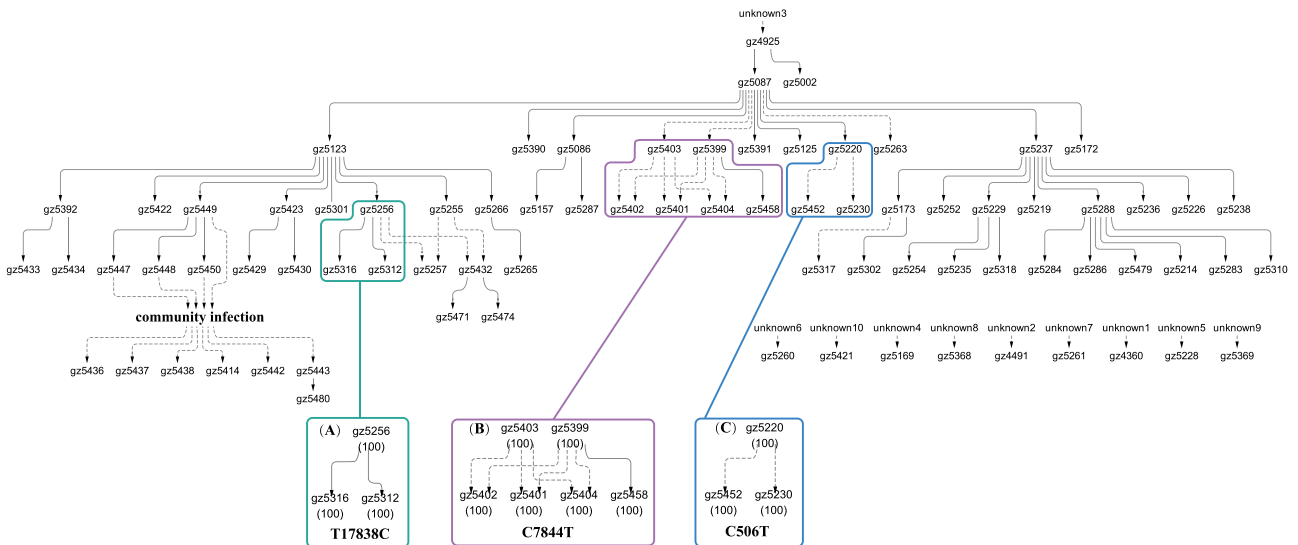 unknown3
gz4925
gz5087 gz5002
gz5123 gz5390 gz5086 gz5403 gz5399 gz5391 gz5125 gz5220 gz5263 gz5237 gz5172
gz5392 gz5422 gz5449 gz5423 gz5301 gz5256 gz5255 gz5266 gz5157 gz5287 gz5402 gz5401 gz5404 gz5458 gz5452 gz5230 gz5173 gz5252 gz5229 gz5219 gz5288 gz5236 gz5226 gz5238
gz5433 gz5434 gz5447 gz5448 gz5450 gz5429 gz5430 gz5316 gz5312 gz5257 gz5432 gz5265 gz5317 gz5302 gz5254 gz5235 gz5318 gz5284 gz5286 gz5479 gz5214 gz5283 gz5310
community infection gz5471 gz5474
unknown6 unknown10 unknown4 unknown8 unknown2 unknown7 unknown1 unknown5 unknown9
gz5260 gz5421 gz5169 gz5368 gz4491 gz5261 gz4360 gz5228 gz5369
gz5436 gz5437 gz5438 gz5414 gz5442 gz5443
gz5480
(A) gz5256
(100)
gz5316 gz5312
(100) (100)
T17838C
(B) gz5403 gz5399
(100) (100)
gz5402 gz5401 gz5404 gz5458
(100) (100) (100) (100)
C7844T
(C) gz5220
(100)
gz5452 gz5230
(100) (100)
C506T